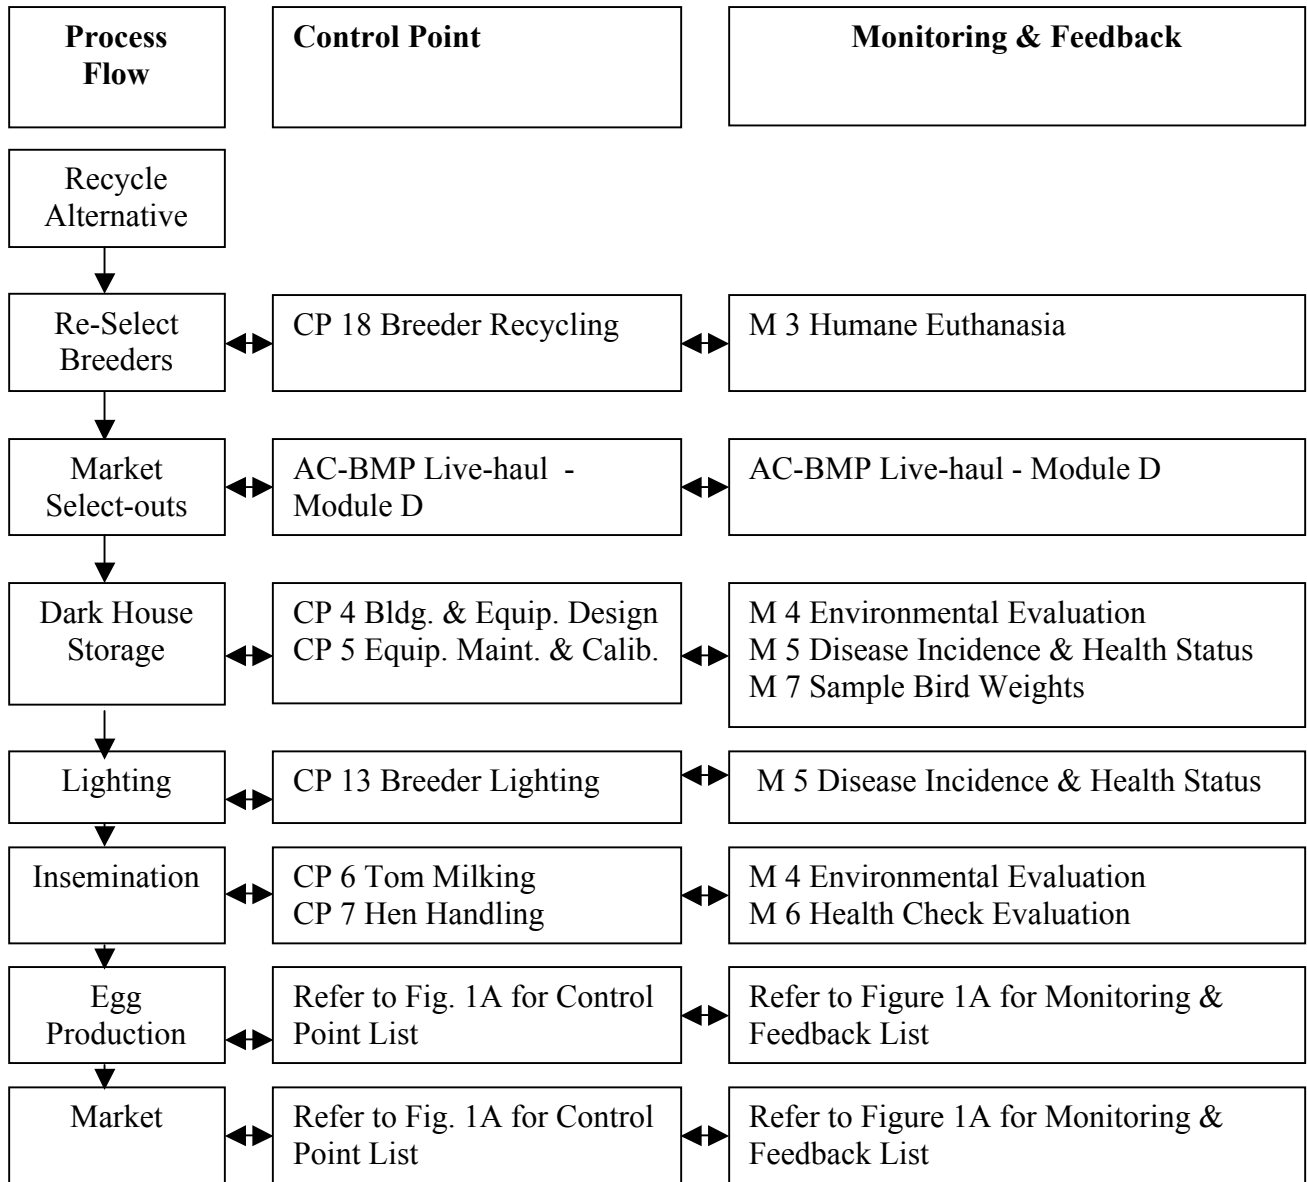 Process
Flow
Control Point
Monitoring & Feedback
Recycle
Alternative
Re-Select
Breeders
CP 18 Breeder Recycling
M 3 Humane Euthanasia
Market
Select-outs
AC-BMP Live-haul -
Module D
AC-BMP Live-haul - Module D
Dark House
Storage
CP 4 Bldg. & Equip. Design
CP 5 Equip. Maint. & Calib.
M 4 Environmental Evaluation
M 5 Disease Incidence & Health Status
M 7 Sample Bird Weights
Lighting
CP 13 Breeder Lighting
M 5 Disease Incidence & Health Status
Insemination
CP 6 Tom Milking
CP 7 Hen Handling
M 4 Environmental Evaluation
M 6 Health Check Evaluation
Egg
Production
Refer to Fig. 1A for Control
Point List
Refer to Figure 1A for Monitoring &
Feedback List
Market
Refer to Fig. 1A for Control
Point List
Refer to Figure 1A for Monitoring &
Feedback List